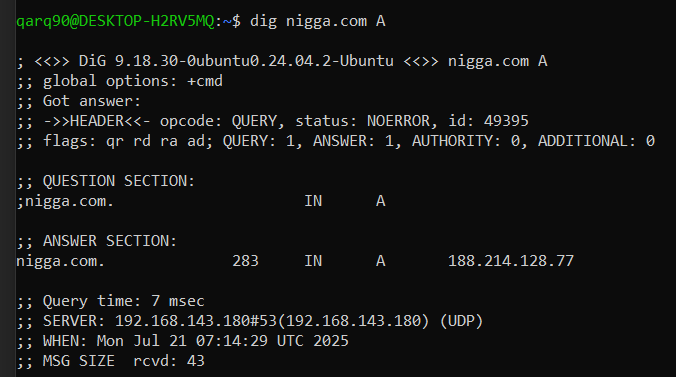 qarq90@DESKTOP-H2RV5MQ:~$ dig nigga.com A
; <<>> DiG 9.18.30-0ubuntu0.24.04.2-Ubuntu <<>> nigga.com A
;; global options: +cmd
;; Got answer:
;; ->>HEADER<<- opcode: QUERY, status: NOERROR, id: 49395
;; flags: qr rd ra ad; QUERY: 1, ANSWER: 1, AUTHORITY: 0, ADDITIONAL: 0
;; QUESTION SECTION:
;nigga.com. IN A
;; ANSWER SECTION:
nigga.com. 283 IN A 188.214.128.77
;; Query time: 7 msec
;; SERVER: 192.168.143.180#53(192.168.143.180) (UDP)
;; WHEN: Mon Jul 21 07:14:29 UTC 2025
;; MSG SIZE rcvd: 43